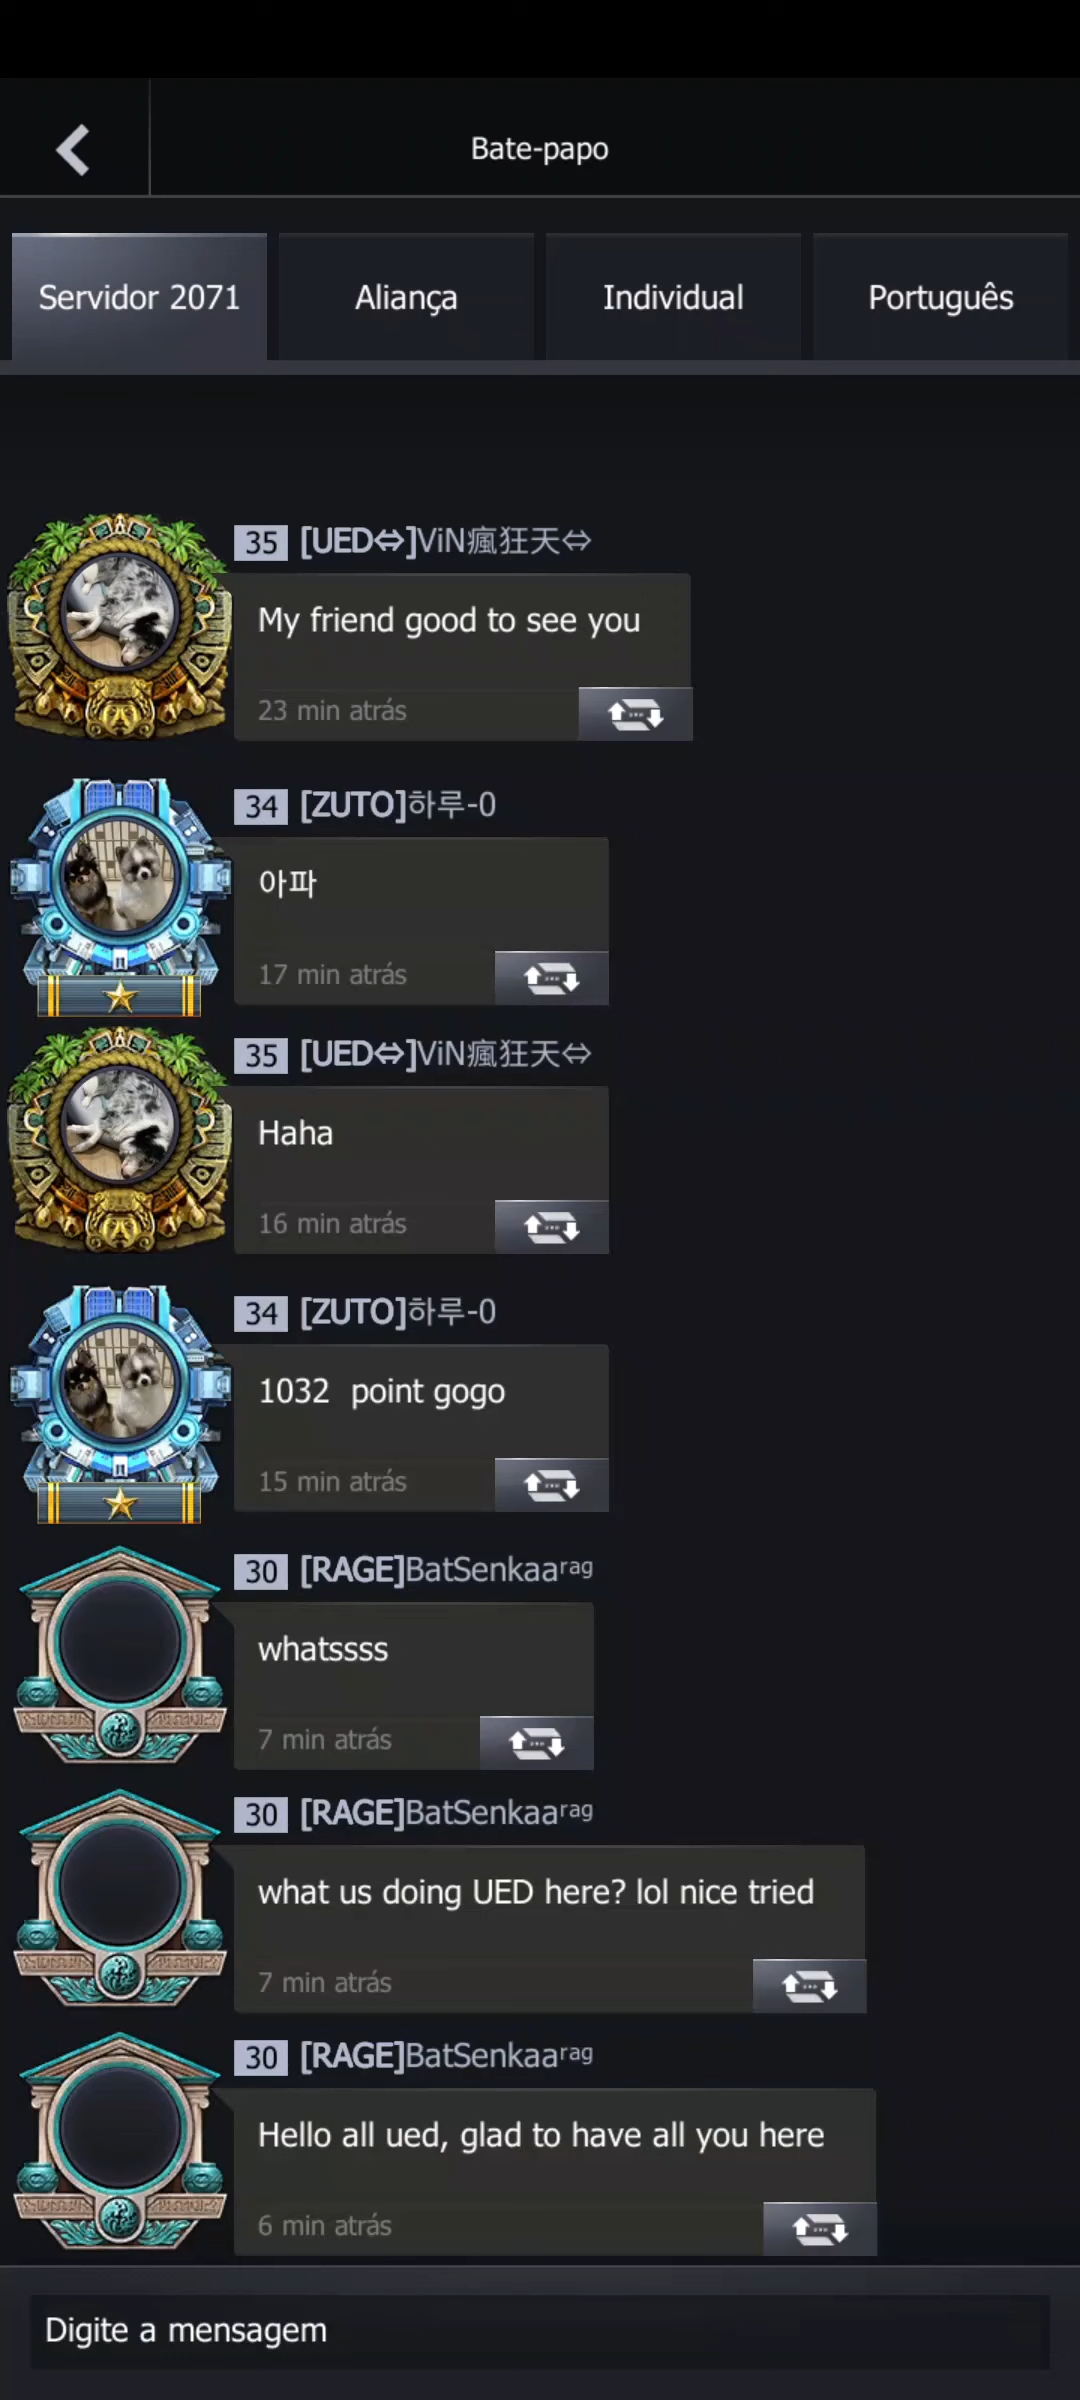 Bate-papo
Servidor 2071
Aliança
Individual
Português
35 [UED⇔]ViN瘋狂天⇔
My friend good to see you
23 min atrás
34 [ZUTO]하루-0
아파
17 min atrás
35 [UED⇔]ViN瘋狂天⇔
Haha
16 min atrás
34 [ZUTO]하루-0
1032  point gogo
15 min atrás
30 [RAGE]BatSenkaaʳᵃᵍ
whatssss
7 min atrás
30 [RAGE]BatSenkaaʳᵃᵍ
what us doing UED here? lol nice tried
7 min atrás
30 [RAGE]BatSenkaaʳᵃᵍ
Hello all ued, glad to have all you here
6 min atrás
Digite a mensagem